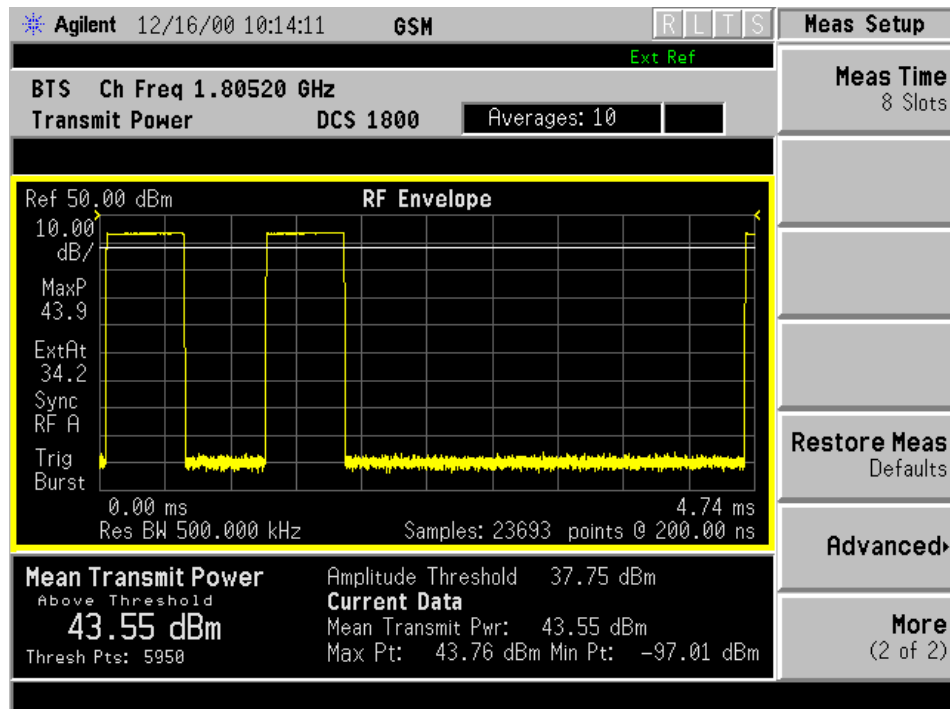 Agilent 12/16/00 10:14:11 GSM R L T S
Ext Ref
BTS Ch Freq 1.80520 GHz
Transmit Power DCS 1800 Averages: 10
Ref 50.00 dBm RF Envelope
10.00
dB/
MaxP
43.9
ExtAt
34.2
Sync
RF A
Trig
Burst
0.00 ms 4.74 ms
Res BW 500.000 kHz Samples: 23693 points @ 200.00 ns
Mean Transmit Power
Above Threshold
43.55 dBm
Thresh Pts: 5950
Amplitude Threshold 37.75 dBm
Current Data
Mean Transmit Pwr: 43.55 dBm
Max Pt: 43.76 dBm Min Pt: -97.01 dBm
Meas Setup
Meas Time
8 Slots
Restore Meas
Defaults
Advanced
More
(2 of 2)